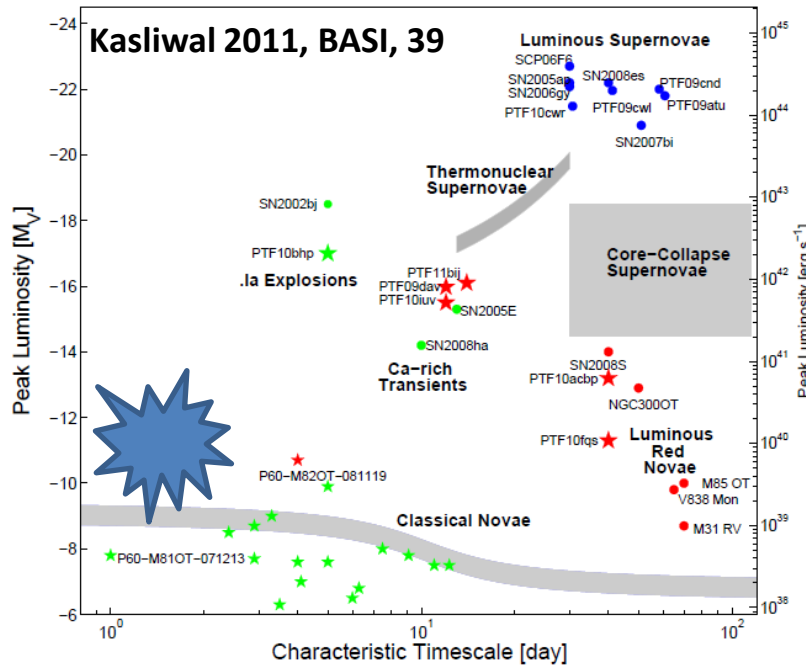 Kasliwal 2011, BASI, 39
Luminous Supernovae
SCP06F6
SN2005ap
SN2008es
PTF09cnd
SN2006gy
PTF10cwr
PTF09cwl
PTF09atu
SN2007bi
Thermonuclear
Supernovae
SN2002bj
PTF10bhp
.Ia Explosions
Core−Collapse
Supernovae
PTF11bij
PTF09dav
PTF10iuv
SN2005E
SN2008ha
Ca−rich
Transients
SN2008S
PTF10acbp
NGC300OT
PTF10fqs
Luminous
Red
Novae
P60−M82OT−081119
M85 OT
V838 Mon
M31 RV
Classical Novae
P60−M81OT−071213
−24
−22
−20
−18
−16
−14
−12
−10
−8
−6
Peak Luminosity [M_V]
10^45
10^44
10^43
10^42
10^41
10^40
10^39
10^38
Peak Luminosity [erg s^−1]
10^0
10^1
10^2
Characteristic Timescale [day]